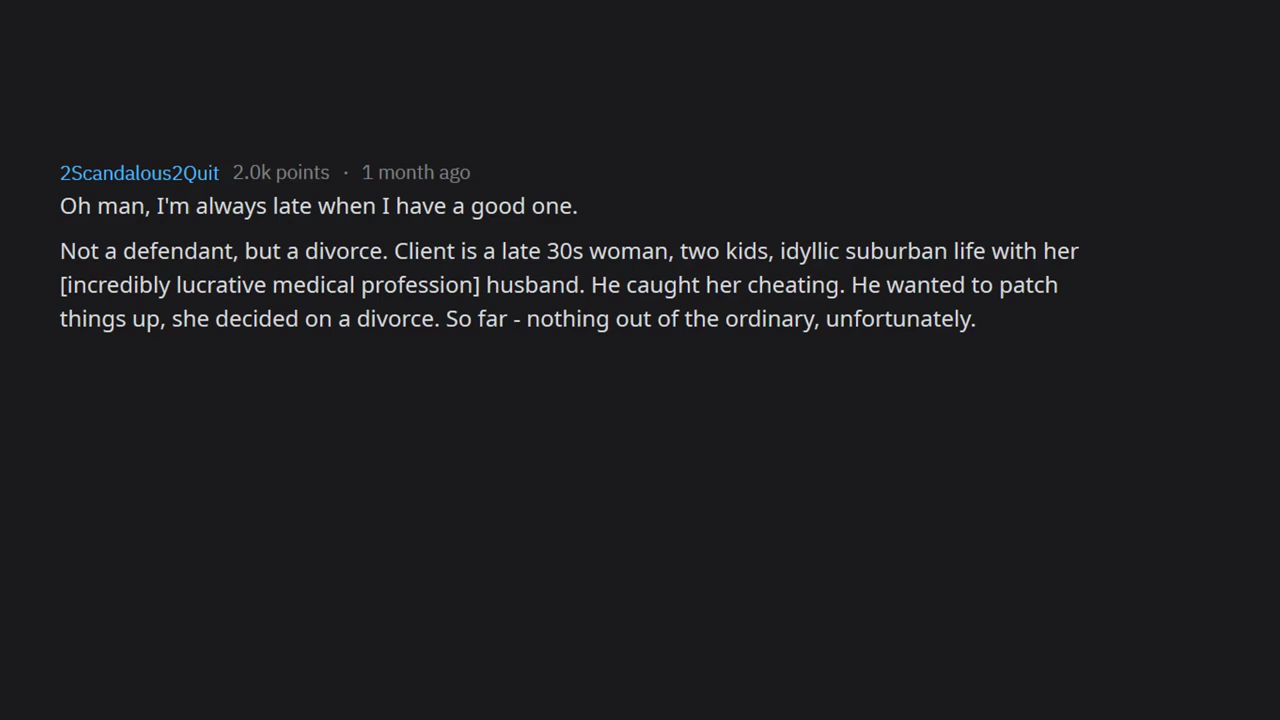 2Scandalous2Quit 2.0k points · 1 month ago
Oh man, I'm always late when I have a good one.
Not a defendant, but a divorce. Client is a late 30s woman, two kids, idyllic suburban life with her
[incredibly lucrative medical profession] husband. He caught her cheating. He wanted to patch
things up, she decided on a divorce. So far - nothing out of the ordinary, unfortunately.